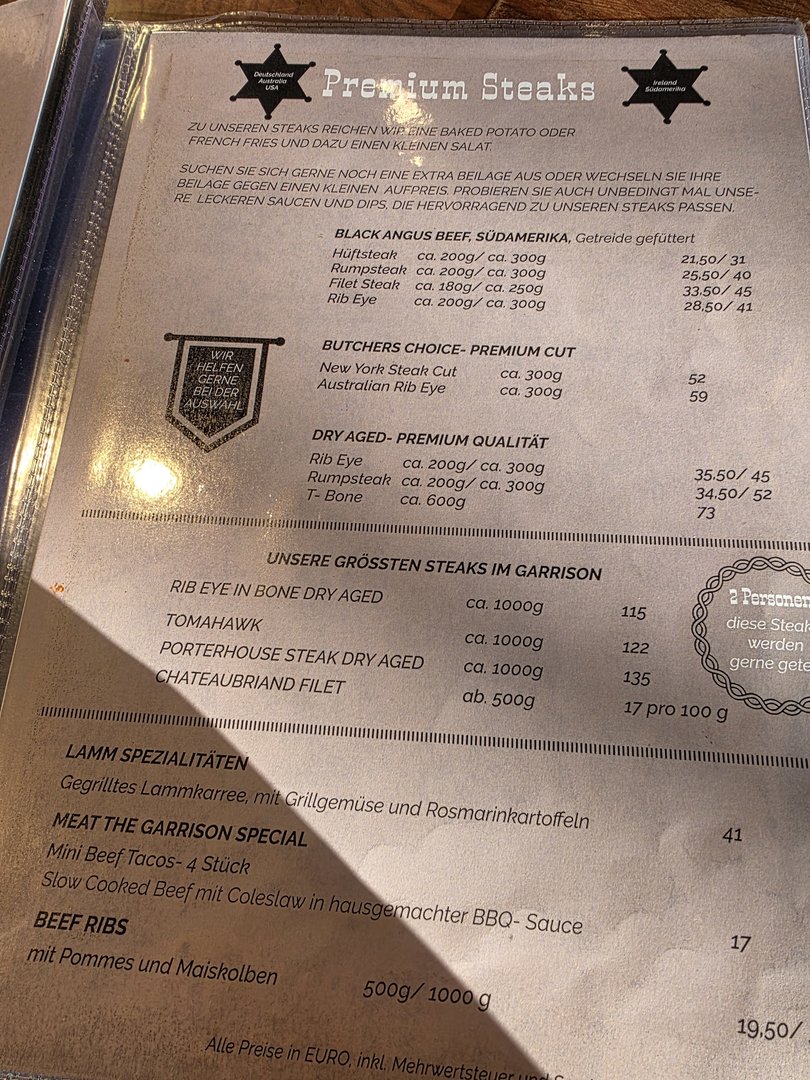 Deutschland
Australia
USA
Premium Steaks
Ireland
Südamerika
ZU UNSEREN STEAKS REICHEN WIR EINE BAKED POTATO ODER
FRENCH FRIES UND DAZU EINEN KLEINEN SALAT.
SUCHEN SIE SICH GERNE NOCH EINE EXTRA BEILAGE AUS ODER WECHSELN SIE IHRE
BEILAGE GEGEN EINEN KLEINEN AUFPREIS. PROBIEREN SIE AUCH UNBEDINGT MAL UNSE-
RE LECKEREN SAUCEN UND DIPS, DIE HERVORRAGEND ZU UNSEREN STEAKS PASSEN.
BLACK ANGUS BEEF, SÜDAMERIKA, Getreide gefüttert
Hüftsteak ca. 200g/ ca. 300g 21,50/ 31
Rumpsteak ca. 200g/ ca. 300g 25,50/ 40
Filet Steak ca. 180g/ ca. 250g 33,50/ 45
Rib Eye ca. 200g/ ca. 300g 28,50/ 41
WIR
HELFEN
GERNE
BEI DER
AUSWAHL
BUTCHERS CHOICE- PREMIUM CUT
New York Steak Cut ca. 300g 52
Australian Rib Eye ca. 300g 59
DRY AGED- PREMIUM QUALITÄT
Rib Eye ca. 200g/ ca. 300g 35,50/ 45
Rumpsteak ca. 200g/ ca. 300g 34,50/ 52
T- Bone ca. 600g 73
UNSERE GRÖSSTEN STEAKS IM GARRISON
RIB EYE IN BONE DRY AGED ca. 1000g 115
TOMAHAWK ca. 1000g 122
PORTERHOUSE STEAK DRY AGED ca. 1000g 135
CHATEAUBRIAND FILET ab. 500g 17 pro 100 g
2 Personen
diese Steak
werden
gerne gete
LAMM SPEZIALITÄTEN
Gegrilltes Lammkarree, mit Grillgemüse und Rosmarinkartoffeln 41
MEAT THE GARRISON SPECIAL
Mini Beef Tacos- 4 Stück
Slow Cooked Beef mit Coleslaw in hausgemachter BBQ- Sauce 17
BEEF RIBS
mit Pommes und Maiskolben 500g/ 1000 g 19,50/
Alle Preise in EURO, inkl. Mehrwertsteuer und